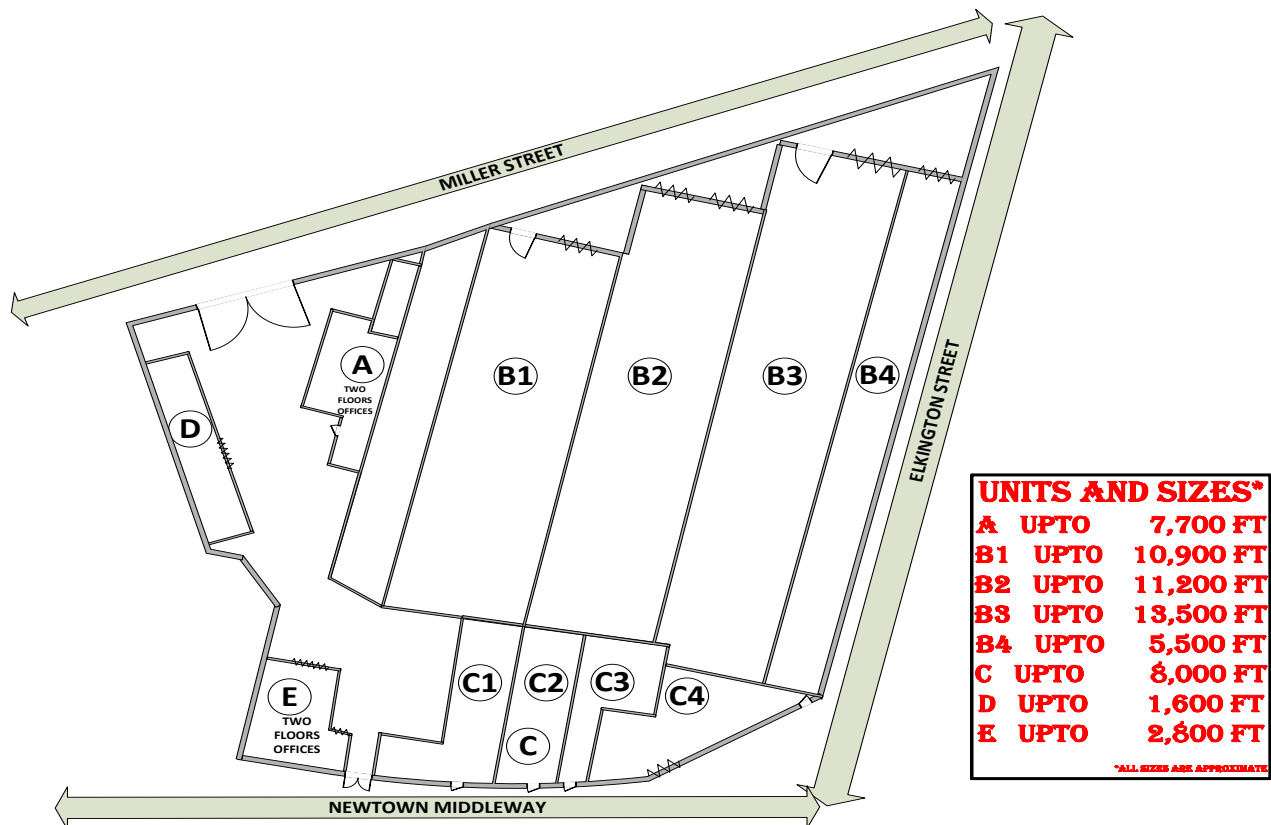 MILLER STREET
A
TWO
FLOORS
OFFICES
B1
B2
B3
B4
D
ELKINGTON STREET
UNITS AND SIZES*
A UPTO 7,700 FT
B1 UPTO 10,900 FT
B2 UPTO 11,200 FT
B3 UPTO 13,500 FT
B4 UPTO 5,500 FT
C UPTO 8,000 FT
D UPTO 1,600 FT
E UPTO 2,800 FT
*ALL SIZES ARE APPROXIMATE
C1
C2
C3
C4
E
TWO
FLOORS
OFFICES
C
NEWTOWN MIDDLEWAY